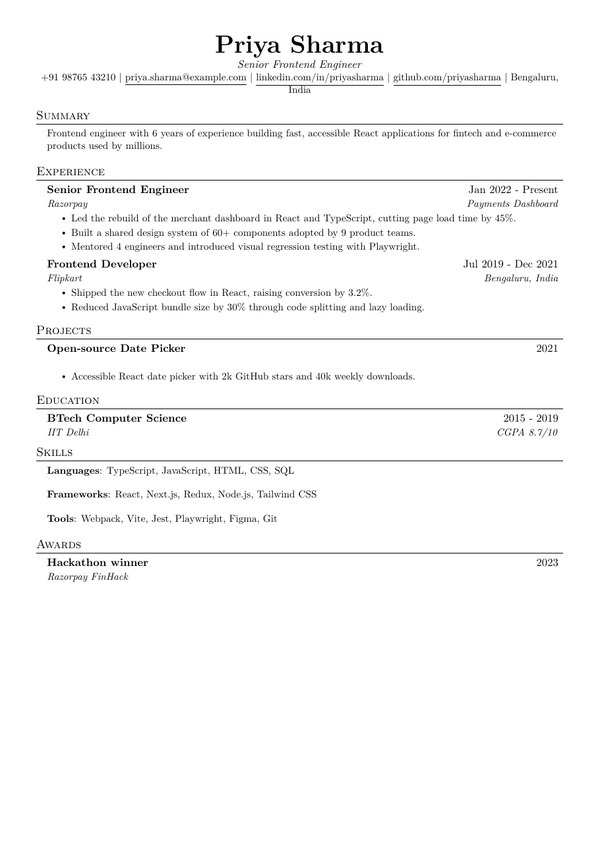 Priya Sharma
Senior Frontend Engineer
+91 98765 43210 | priya.sharma@example.com | linkedin.com/in/priyasharma | github.com/priyasharma | Bengaluru,
India
Summary
Frontend engineer with 6 years of experience building fast, accessible React applications for fintech and e-commerce
products used by millions.
Experience
Senior Frontend Engineer Jan 2022 - Present
Razorpay Payments Dashboard
• Led the rebuild of the merchant dashboard in React and TypeScript, cutting page load time by 45%.
• Built a shared design system of 60+ components adopted by 9 product teams.
• Mentored 4 engineers and introduced visual regression testing with Playwright.
Frontend Developer Jul 2019 - Dec 2021
Flipkart Bengaluru, India
• Shipped the new checkout flow in React, raising conversion by 3.2%.
• Reduced JavaScript bundle size by 30% through code splitting and lazy loading.
Projects
Open-source Date Picker 2021
• Accessible React date picker with 2k GitHub stars and 40k weekly downloads.
Education
BTech Computer Science 2015 - 2019
IIT Delhi CGPA 8.7/10
Skills
Languages: TypeScript, JavaScript, HTML, CSS, SQL
Frameworks: React, Next.js, Redux, Node.js, Tailwind CSS
Tools: Webpack, Vite, Jest, Playwright, Figma, Git
Awards
Hackathon winner 2023
Razorpay FinHack